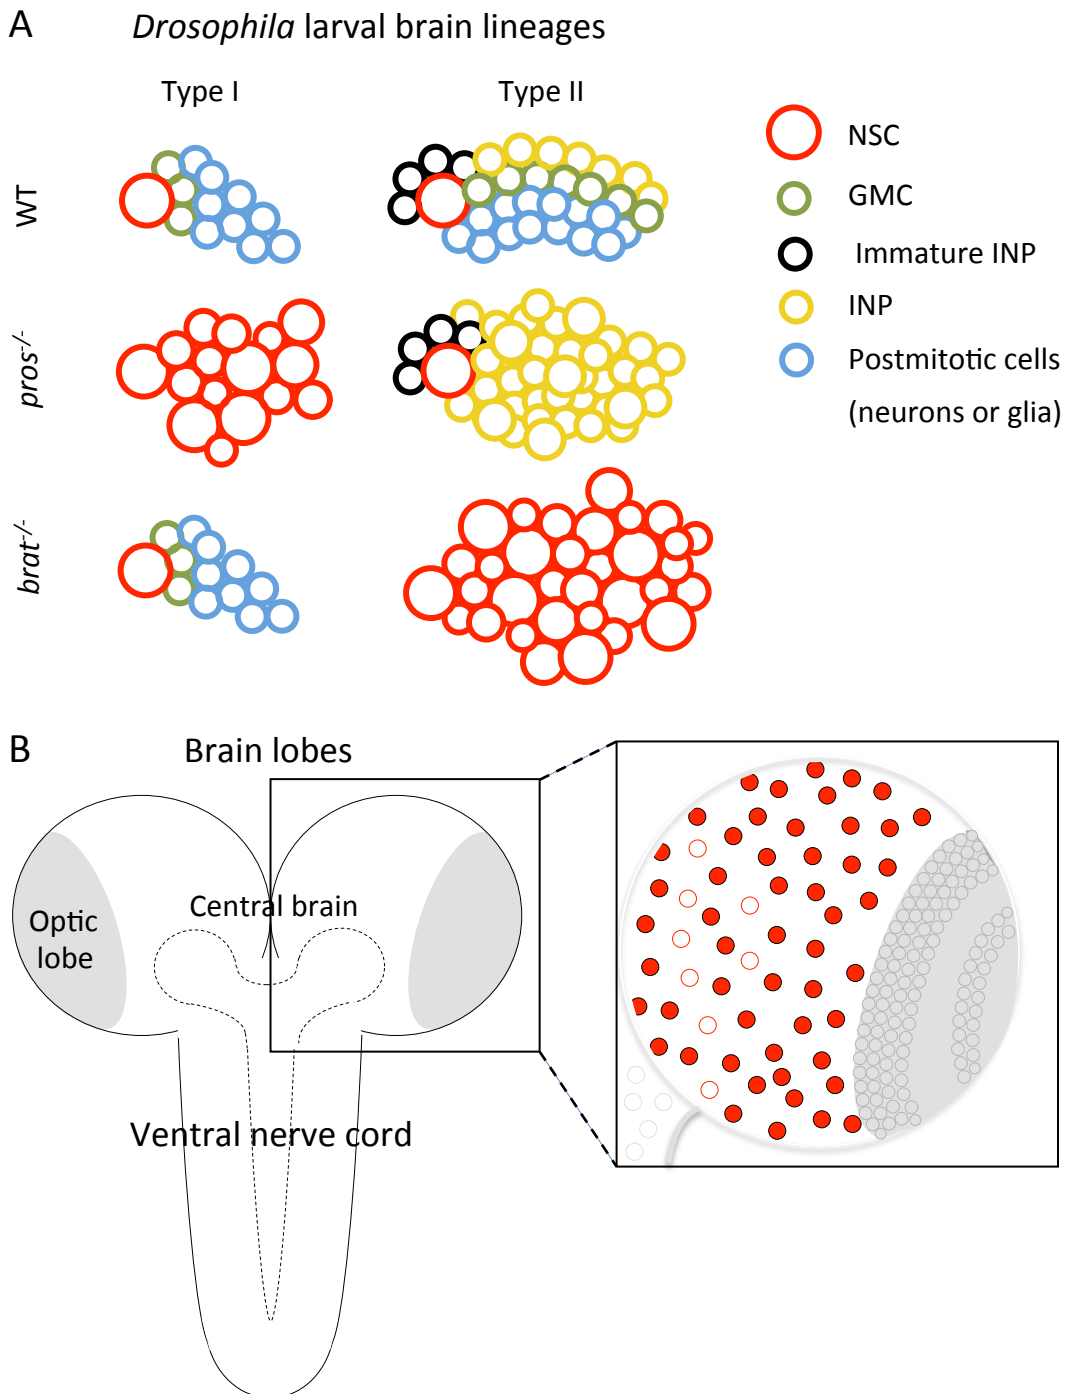 A
Drosophila larval brain lineages
Type I
Type II
WT
pros-/-
brat-/-
NSC
GMC
Immature INP
INP
Postmitotic cells
(neurons or glia)
B
Brain lobes
Central brain
Optic
lobe
Ventral nerve cord